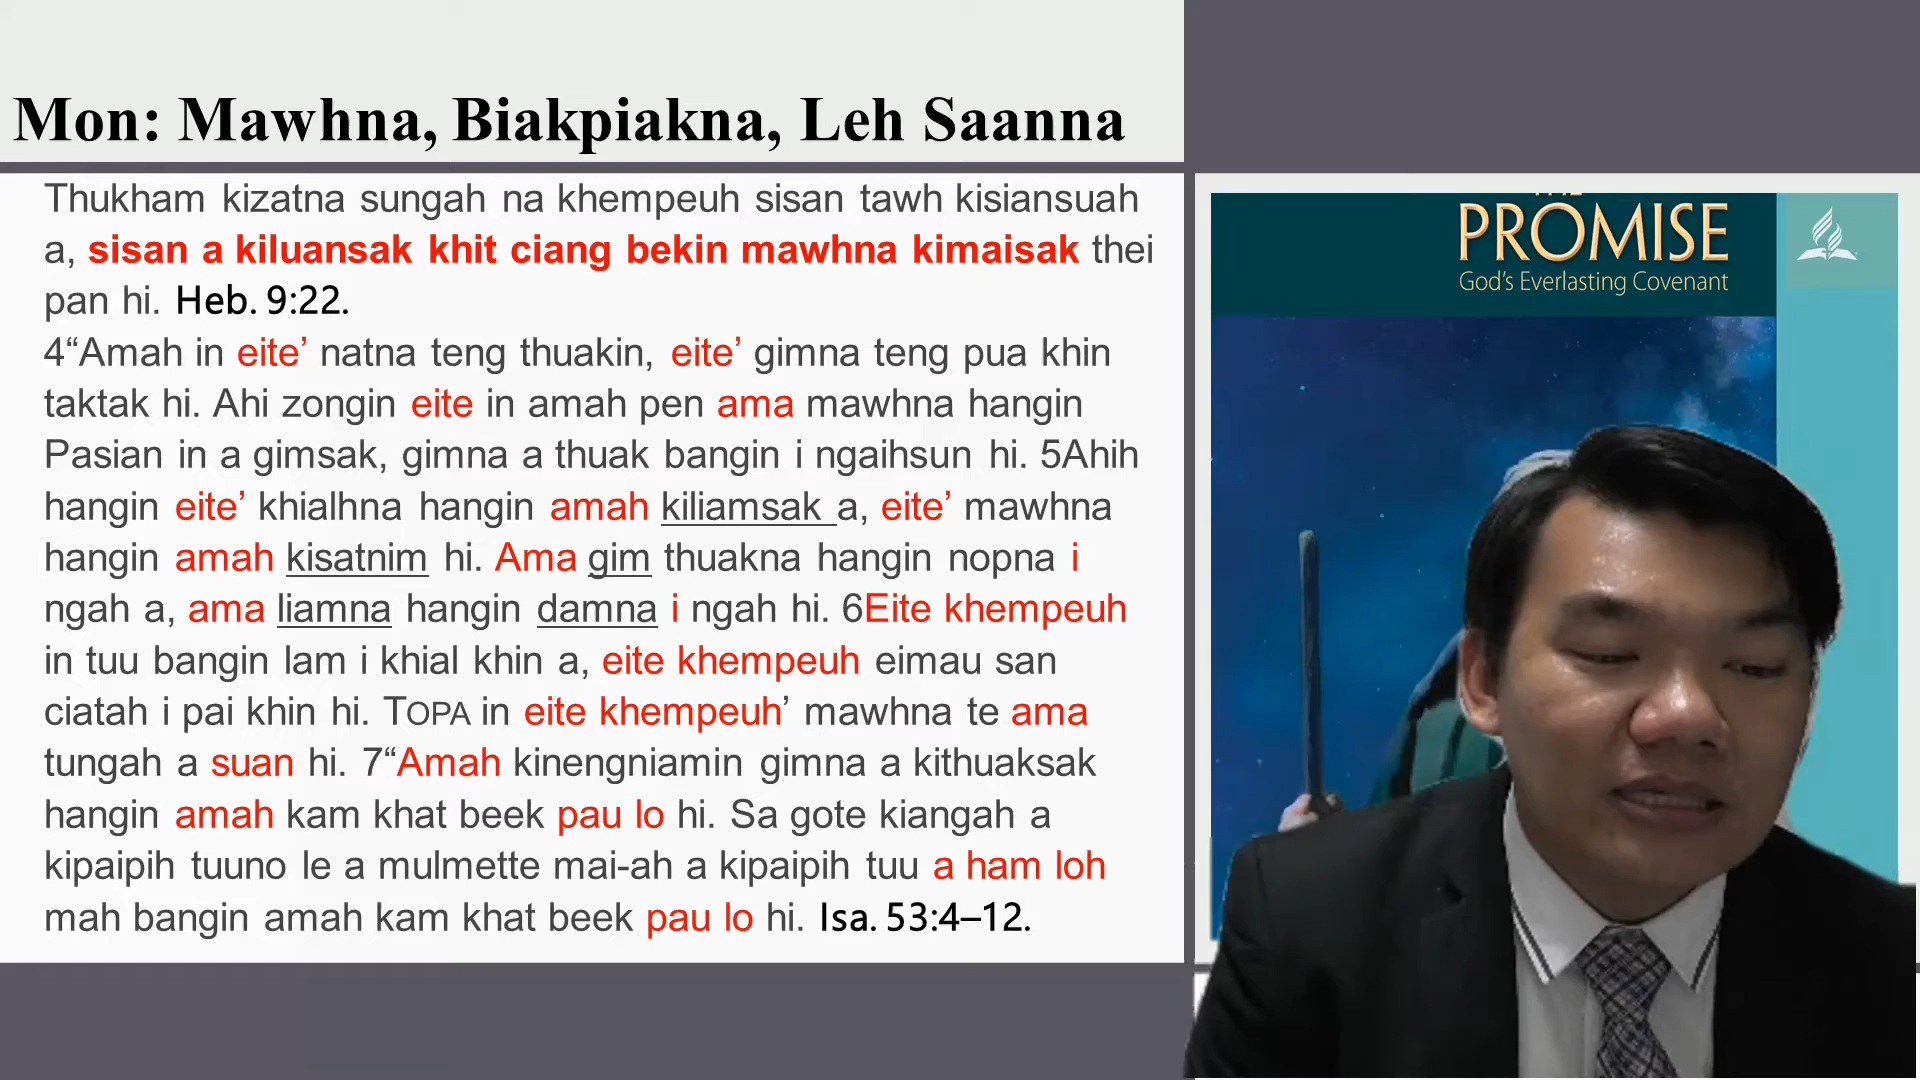 Mon: Mawhna, Biakpiakna, Leh Saanna
Thukham kizatna sungah na khempeuh sisan tawh kisiansuah
a, sisan a kiluansak khit ciang bekin mawhna kimaisak thei
pan hi. Heb. 9:22.
4“Amah in eite’ natna teng thuakin, eite’ gimna teng pua khin
taktak hi. Ahi zongin eite in amah pen ama mawhna hangin
Pasian in a gimsak, gimna a thuak bangin i ngaihsun hi. 5Ahih
hangin eite’ khialhna hangin amah kiliamsak a, eite’ mawhna
hangin amah kisatnim hi. Ama gim thuakna hangin nopna i
ngah a, ama liamna hangin damna i ngah hi. 6Eite khempeuh
in tuu bangin lam i khial khin a, eite khempeuh eimau san
ciatah i pai khin hi. TOPA in eite khempeuh’ mawhna te ama
tungah a suan hi. 7“Amah kinengniamin gimna a kithuaksak
hangin amah kam khat beek pau lo hi. Sa gote kiangah a
kipaipih tuuno le a mulmette mai-ah a kipaipih tuu a ham loh
mah bangin amah kam khat beek pau lo hi. Isa. 53:4–12.
PROMISE
God’s Everlasting Covenant